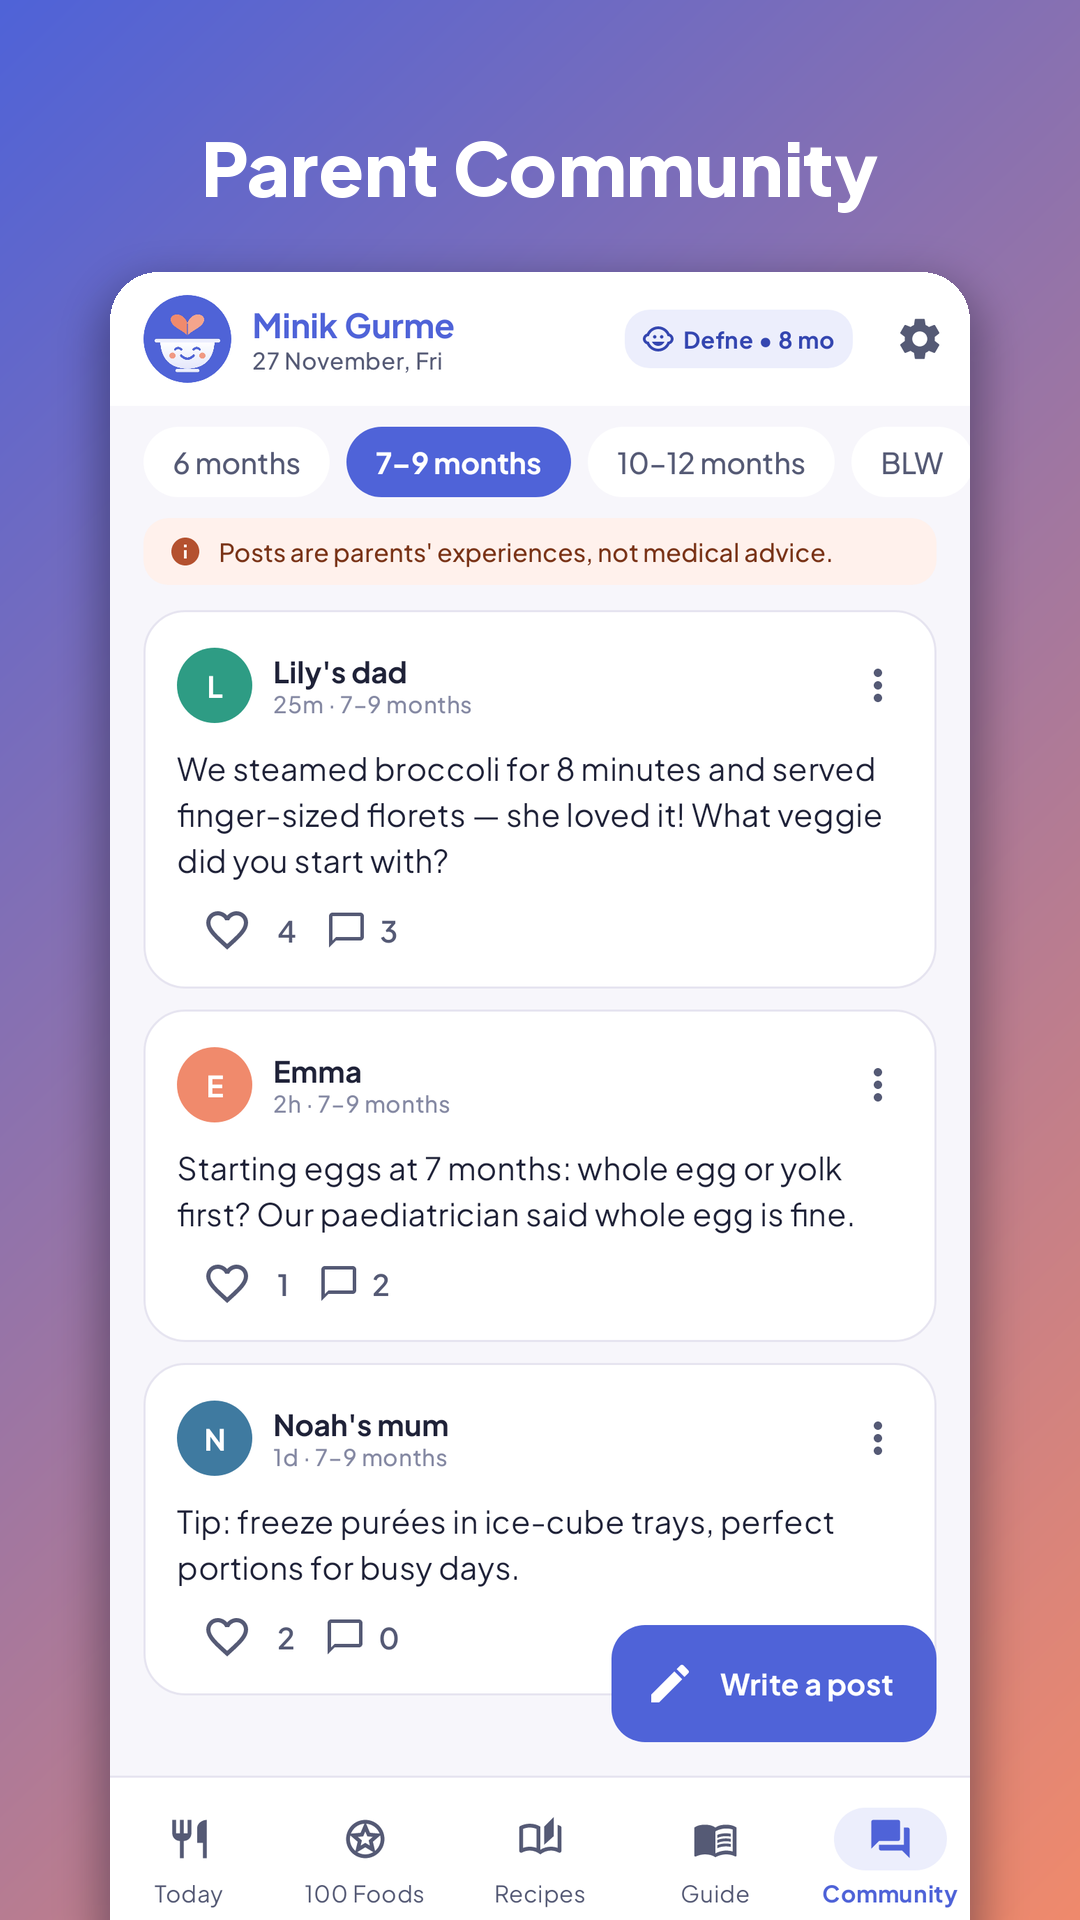 Parent Community
Minik Gurme
27 November, Fri
Defne • 8 mo
6 months
7–9 months
10–12 months
BLW
Posts are parents' experiences, not medical advice.
L
Lily's dad
25m · 7–9 months
We steamed broccoli for 8 minutes and served
finger-sized florets — she loved it! What veggie
did you start with?
4
3
E
Emma
2h · 7–9 months
Starting eggs at 7 months: whole egg or yolk
first? Our paediatrician said whole egg is fine.
1
2
N
Noah's mum
1d · 7–9 months
Tip: freeze purées in ice-cube trays, perfect
portions for busy days.
2
0
Write a post
Today
100 Foods
Recipes
Guide
Community